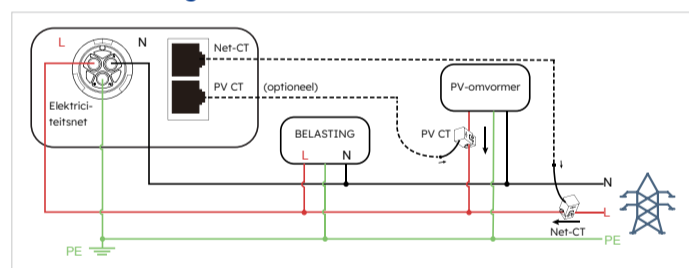 L
N
Net-CT
PV CT (optioneel)
Elektrici-
teitsnet
PV-omvormer
BELASTING
PV CT
L
N
N
L
Net-CT
PE
PE